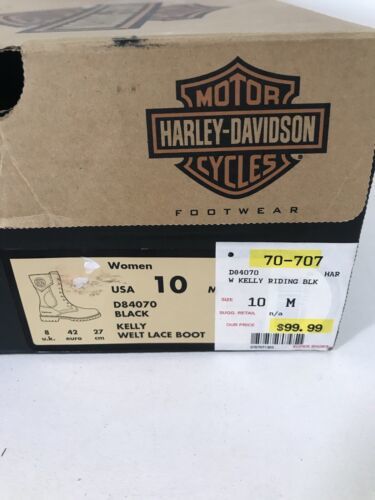 MOTOR
HARLEY-DAVIDSON
CYCLES
FOOTWEAR
Women
USA 10 M
D84070
BLACK
KELLY
WELT LACE BOOT
8 42 27
u.k. euro cm
70-707
D84070 HAR
W KELLY RIDING BLK
SIZE 10 M
SUGG. RETAIL n/a
OUR PRICE $99.99